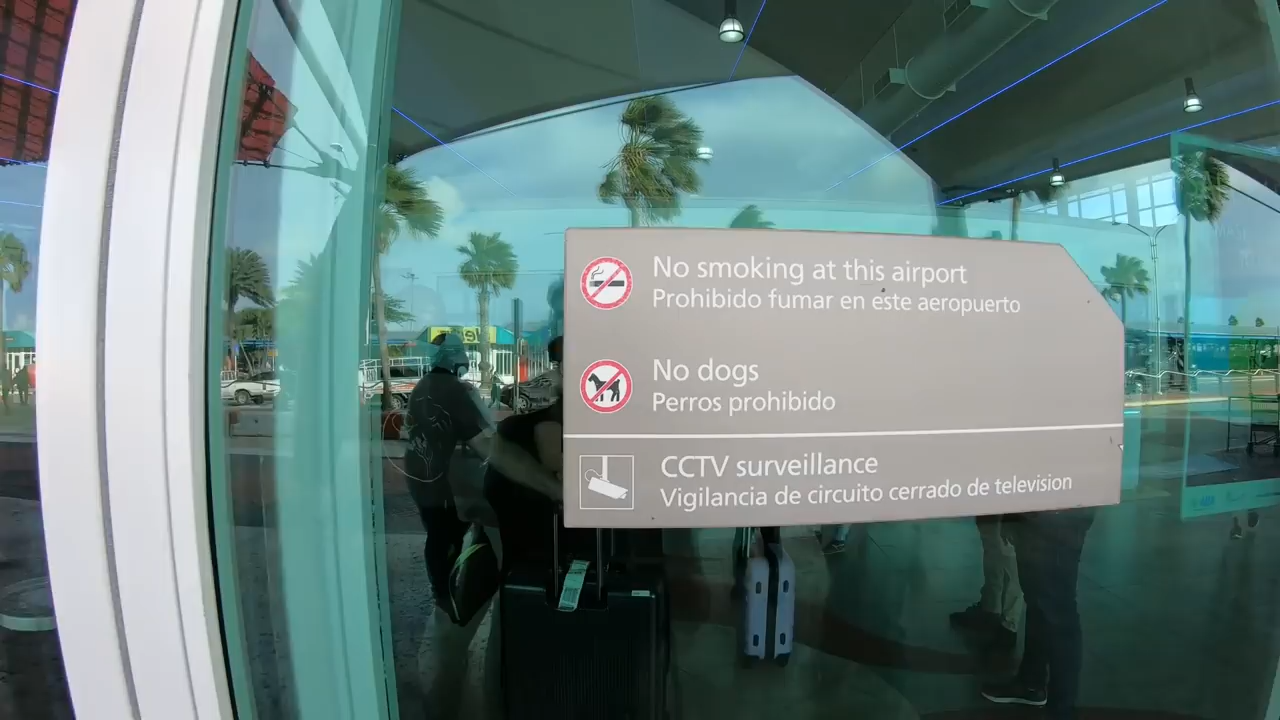 No smoking at this airport
Prohibido fumar en este aeropuerto
No dogs
Perros prohibido
CCTV surveillance
Vigilancia de circuito cerrado de television